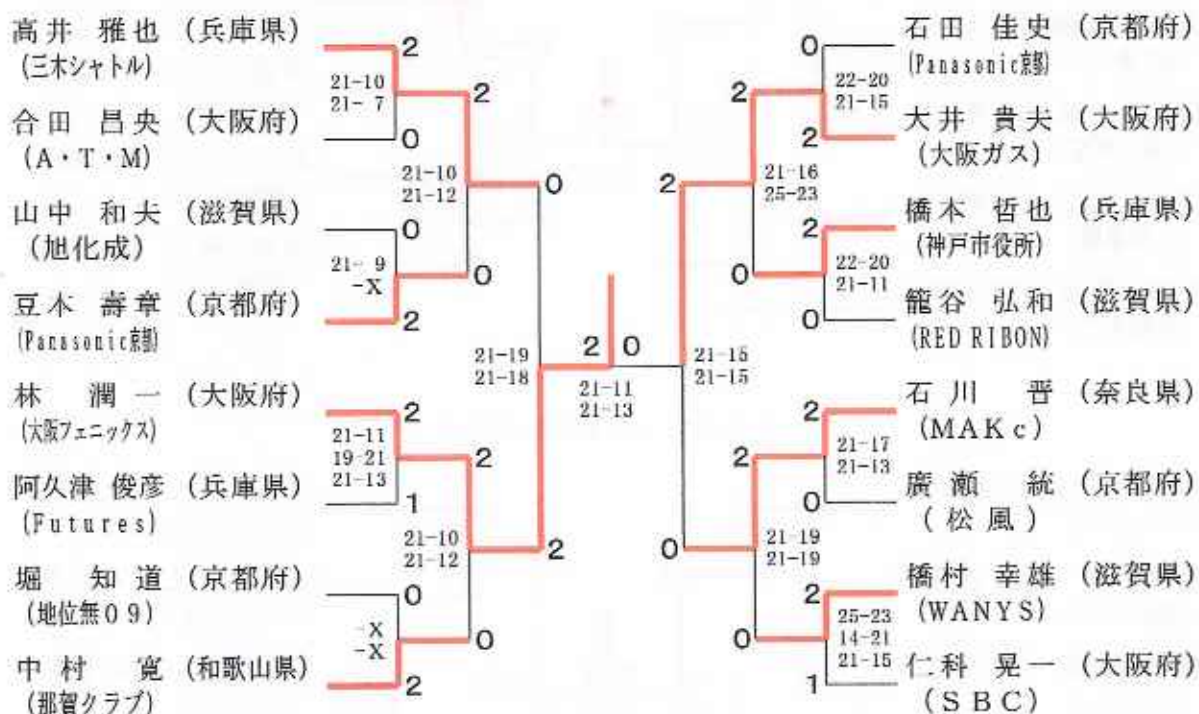 高井 雅也 (兵庫県)
(三木シャトル)
合田 昌央 (大阪府)
(A・T・M)
山中 和夫 (滋賀県)
(旭化成)
豆本 壽章 (京都府)
(Panasonic京都)
林 潤一 (大阪府)
(大阪フェニックス)
阿久津 俊彦 (兵庫県)
(Futures)
堀 知道 (京都府)
(地位無09)
中村 寛 (和歌山県)
(那賀クラブ)
2
21-10
21- 7
0
2
21-10
21-12
0
21- 9
-X
2
0
0
21-19
21-18
2
21-11
19-21
21-13
1
2
21-10
21-12
0
-X
-X
2
0
2
2 0
21-11
21-13
石田 佳史 (京都府)
(Panasonic京都)
大井 貴夫 (大阪府)
(大阪ガス)
橋本 哲也 (兵庫県)
(神戸市役所)
籠谷 弘和 (滋賀県)
(RED RIBON)
石川 晋 (奈良県)
(MAKc)
廣瀬 統 (京都府)
(松風)
橋村 幸雄 (滋賀県)
(WANYS)
仁科 晃一 (大阪府)
(SBC)
0
22-20
21-15
2
2
21-16
25-23
2
22-20
21-11
0
0
2
21-15
21-15
2
21-17
21-13
0
2
21-19
21-19
2
25-23
14-21
21-15
1
0
0